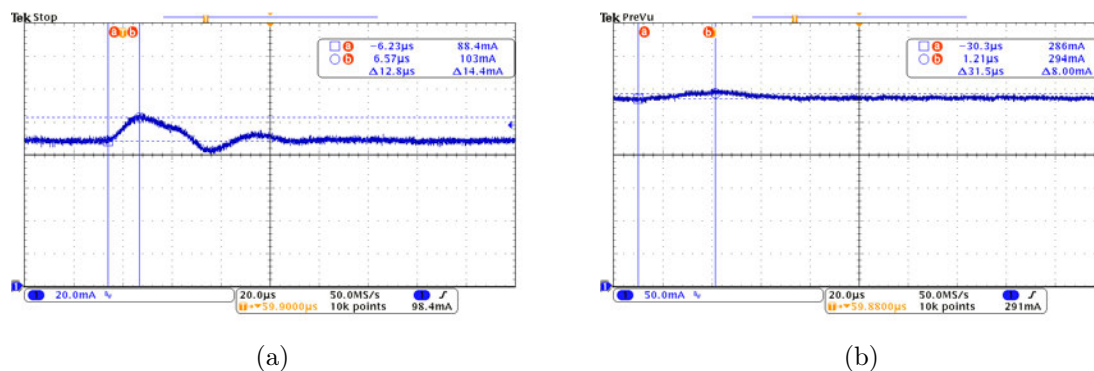 Tek Stop
T
a T b
a −6.23µs 88.4mA
b 6.57µs 103mA
Δ12.8µs Δ14.4mA
1
1 20.0mA
20.0µs 50.0MS/s 1
T→▼59.9000µs 10k points 98.4mA
(a)
Tek PreVu
T
a b
a −30.3µs 286mA
b 1.21µs 294mA
Δ31.5µs Δ8.00mA
1
1 50.0mA
20.0µs 50.0MS/s 1
T→▼59.8800µs 10k points 291mA
(b)